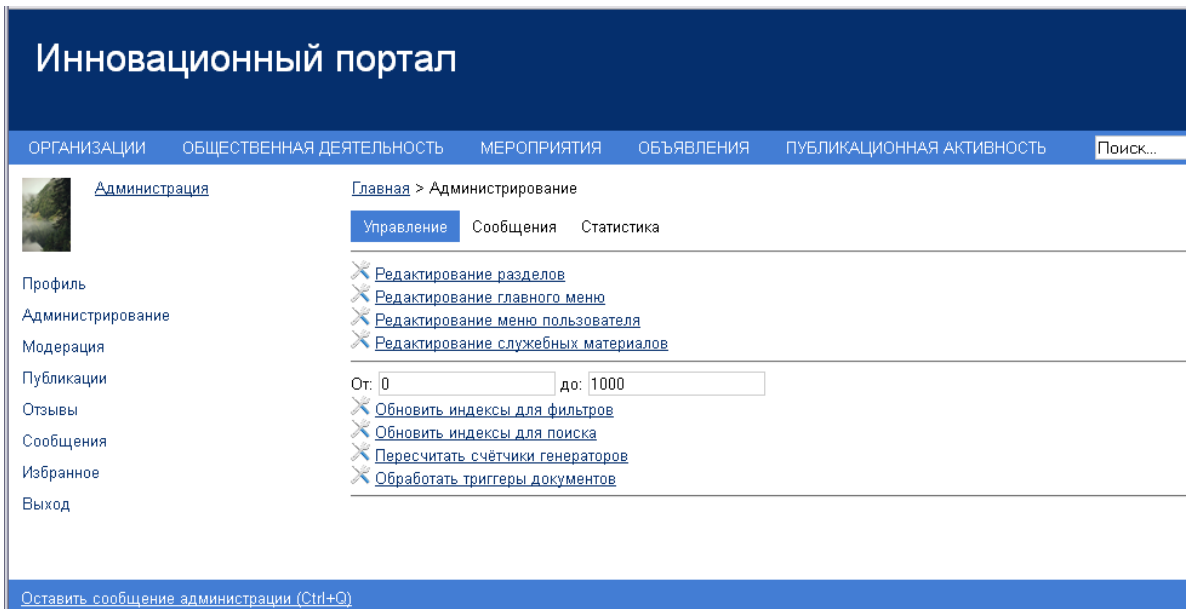 Инновационный портал
ОРГАНИЗАЦИИ ОБЩЕСТВЕННАЯ ДЕЯТЕЛЬНОСТЬ МЕРОПРИЯТИЯ ОБЪЯВЛЕНИЯ ПУБЛИКАЦИОННАЯ АКТИВНОСТЬ Поиск...
Администрация
Главная > Администрирование
Управление Сообщения Статистика
Профиль
Администрирование
Модерация
Публикации
Отзывы
Сообщения
Избранное
Выход
Редактирование разделов
Редактирование главного меню
Редактирование меню пользователя
Редактирование служебных материалов
От: 0 до: 1000
Обновить индексы для фильтров
Обновить индексы для поиска
Пересчитать счётчики генераторов
Обработать триггеры документов
Оставить сообщение администрации (Ctrl+Q)